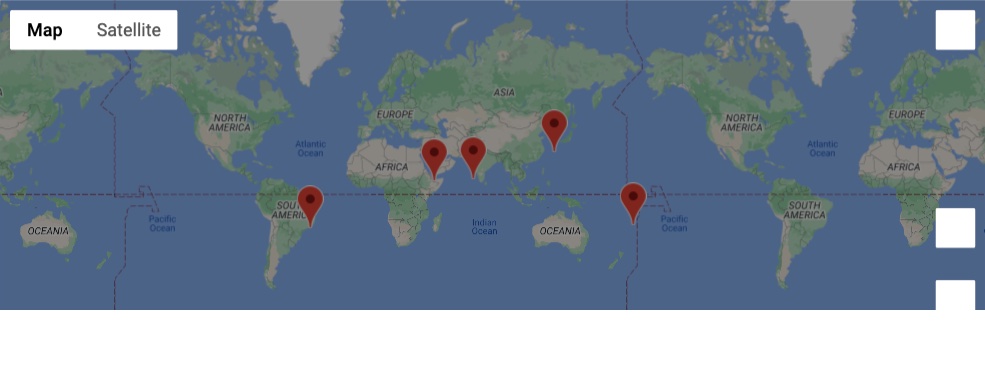 Map Satellite
ASIA
EUROPE
EUROPE
NORTH
AMERICA
NORTH
AMERICA
Atlantic
Ocean
Atlantic
Ocean
AFRICA
AFRICA
SOUTH
AMERICA
Pacific
Ocean
OCEANIA
Indian
Ocean
OCEANIA
Pacific
Ocean
SOUTH
AMERICA